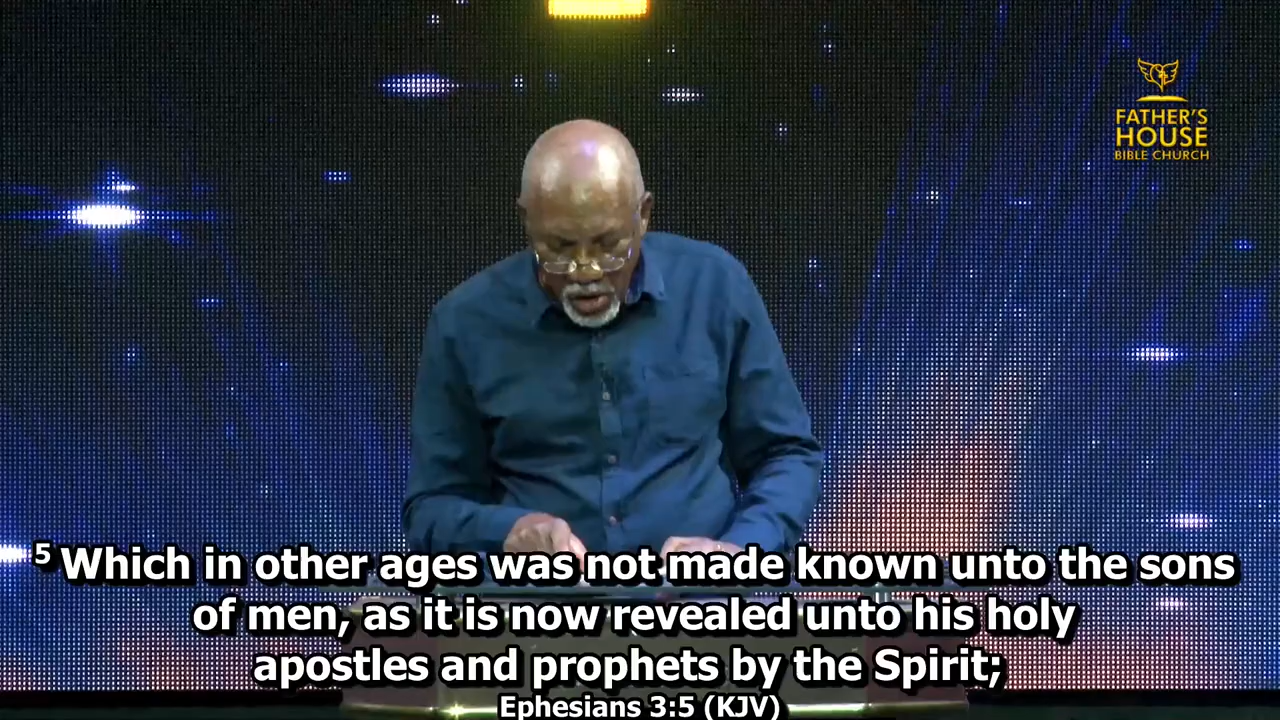 FATHER'S
HOUSE
BIBLE CHURCH
5 Which in other ages was not made known unto the sons
of men, as it is now revealed unto his holy
apostles and prophets by the Spirit;
Ephesians 3:5 (KJV)